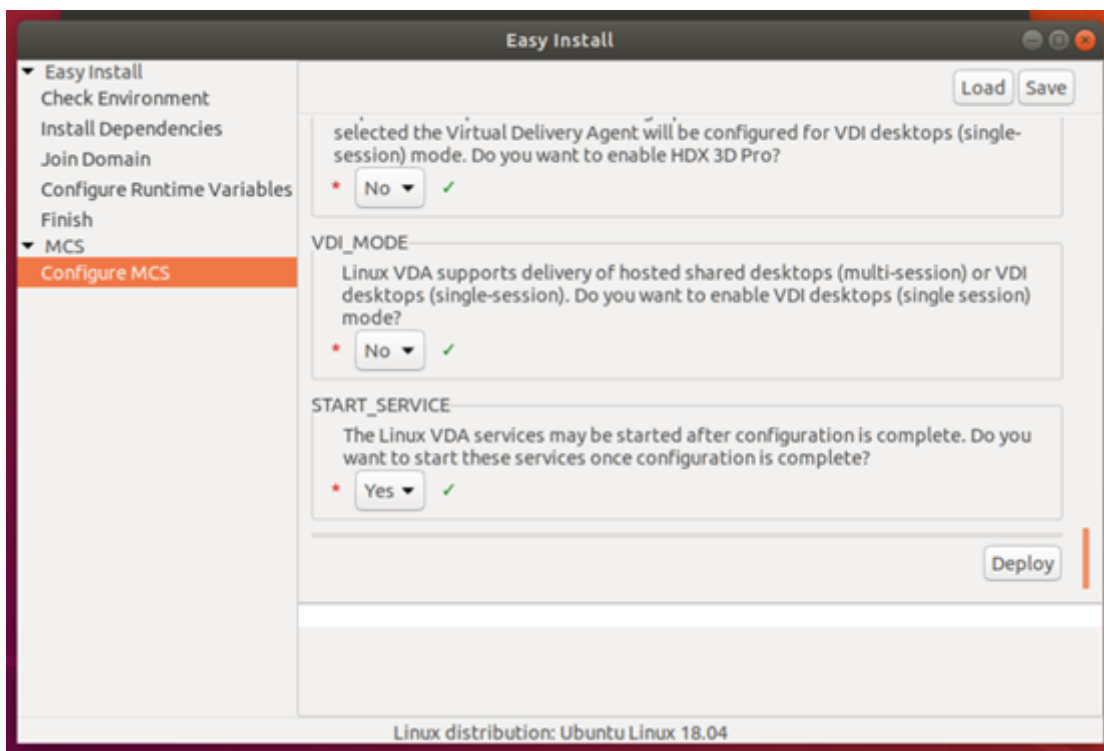 Easy Install
Easy Install
Check Environment
Install Dependencies
Join Domain
Configure Runtime Variables
Finish
MCS
Configure MCS
Load Save
selected the Virtual Delivery Agent will be configured for VDI desktops (single-
session) mode. Do you want to enable HDX 3D Pro?
* No ✓
VDI_MODE
Linux VDA supports delivery of hosted shared desktops (multi-session) or VDI
desktops (single-session). Do you want to enable VDI desktops (single session)
mode?
* No ✓
START_SERVICE
The Linux VDA services may be started after configuration is complete. Do you
want to start these services once configuration is complete?
* Yes ✓
Deploy
Linux distribution: Ubuntu Linux 18.04